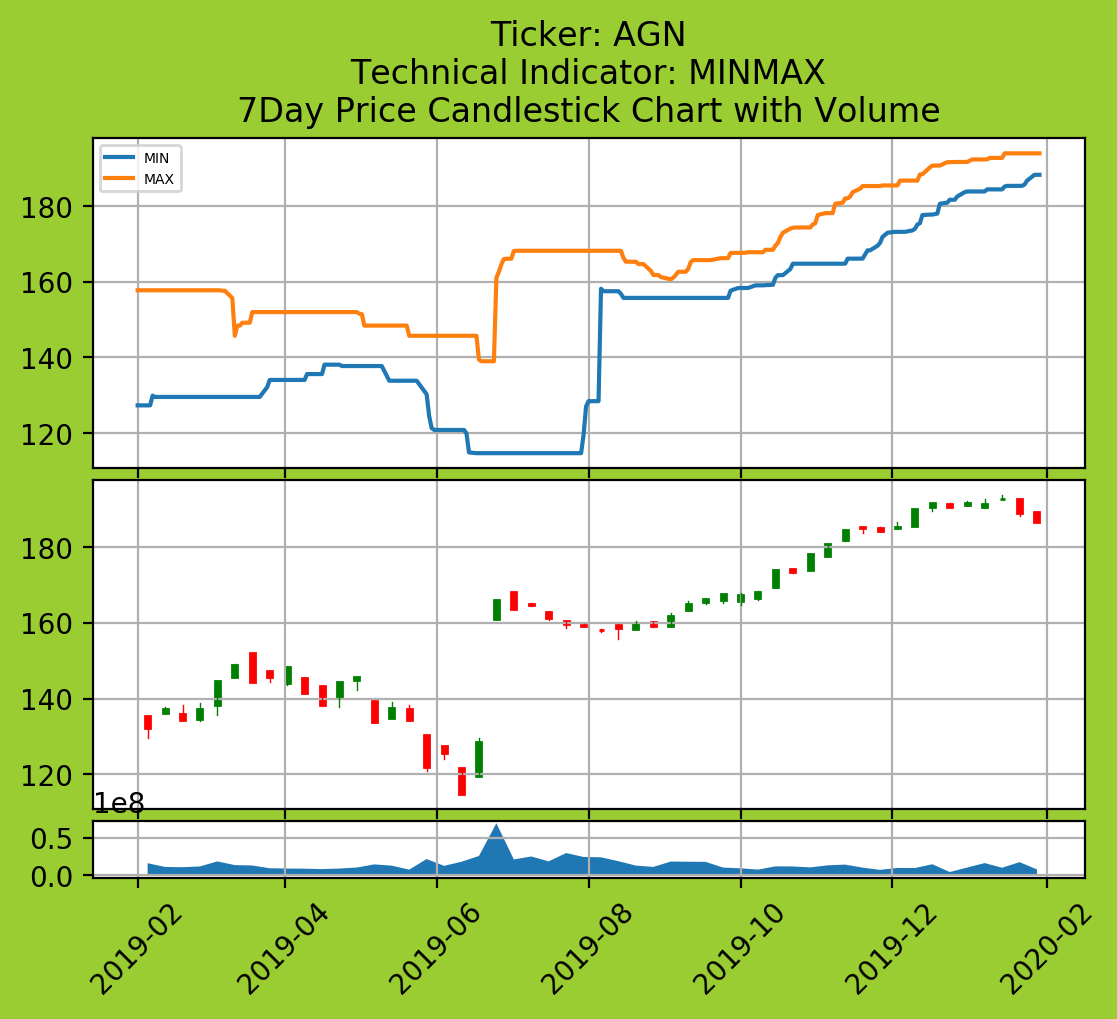 Ticker: AGN
Technical Indicator: MINMAX
7Day Price Candlestick Chart with Volume
MIN
MAX
180
160
140
120
180
160
140
120
1e8
0.5
0.0
2019-02
2019-04
2019-06
2019-08
2019-10
2019-12
2020-02